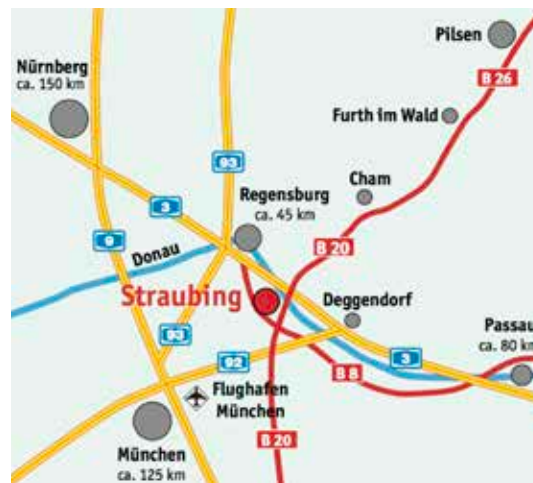 Pilsen
Nürnberg
ca. 150 km
B 26
Furth im Wald
93
Cham
3
Regensburg
ca. 45 km
9
Donau
B 20
Straubing
Deggendorf
93
Passau
ca. 80 km
92
3
B 8
Flughafen
München
B 20
München
ca. 125 km